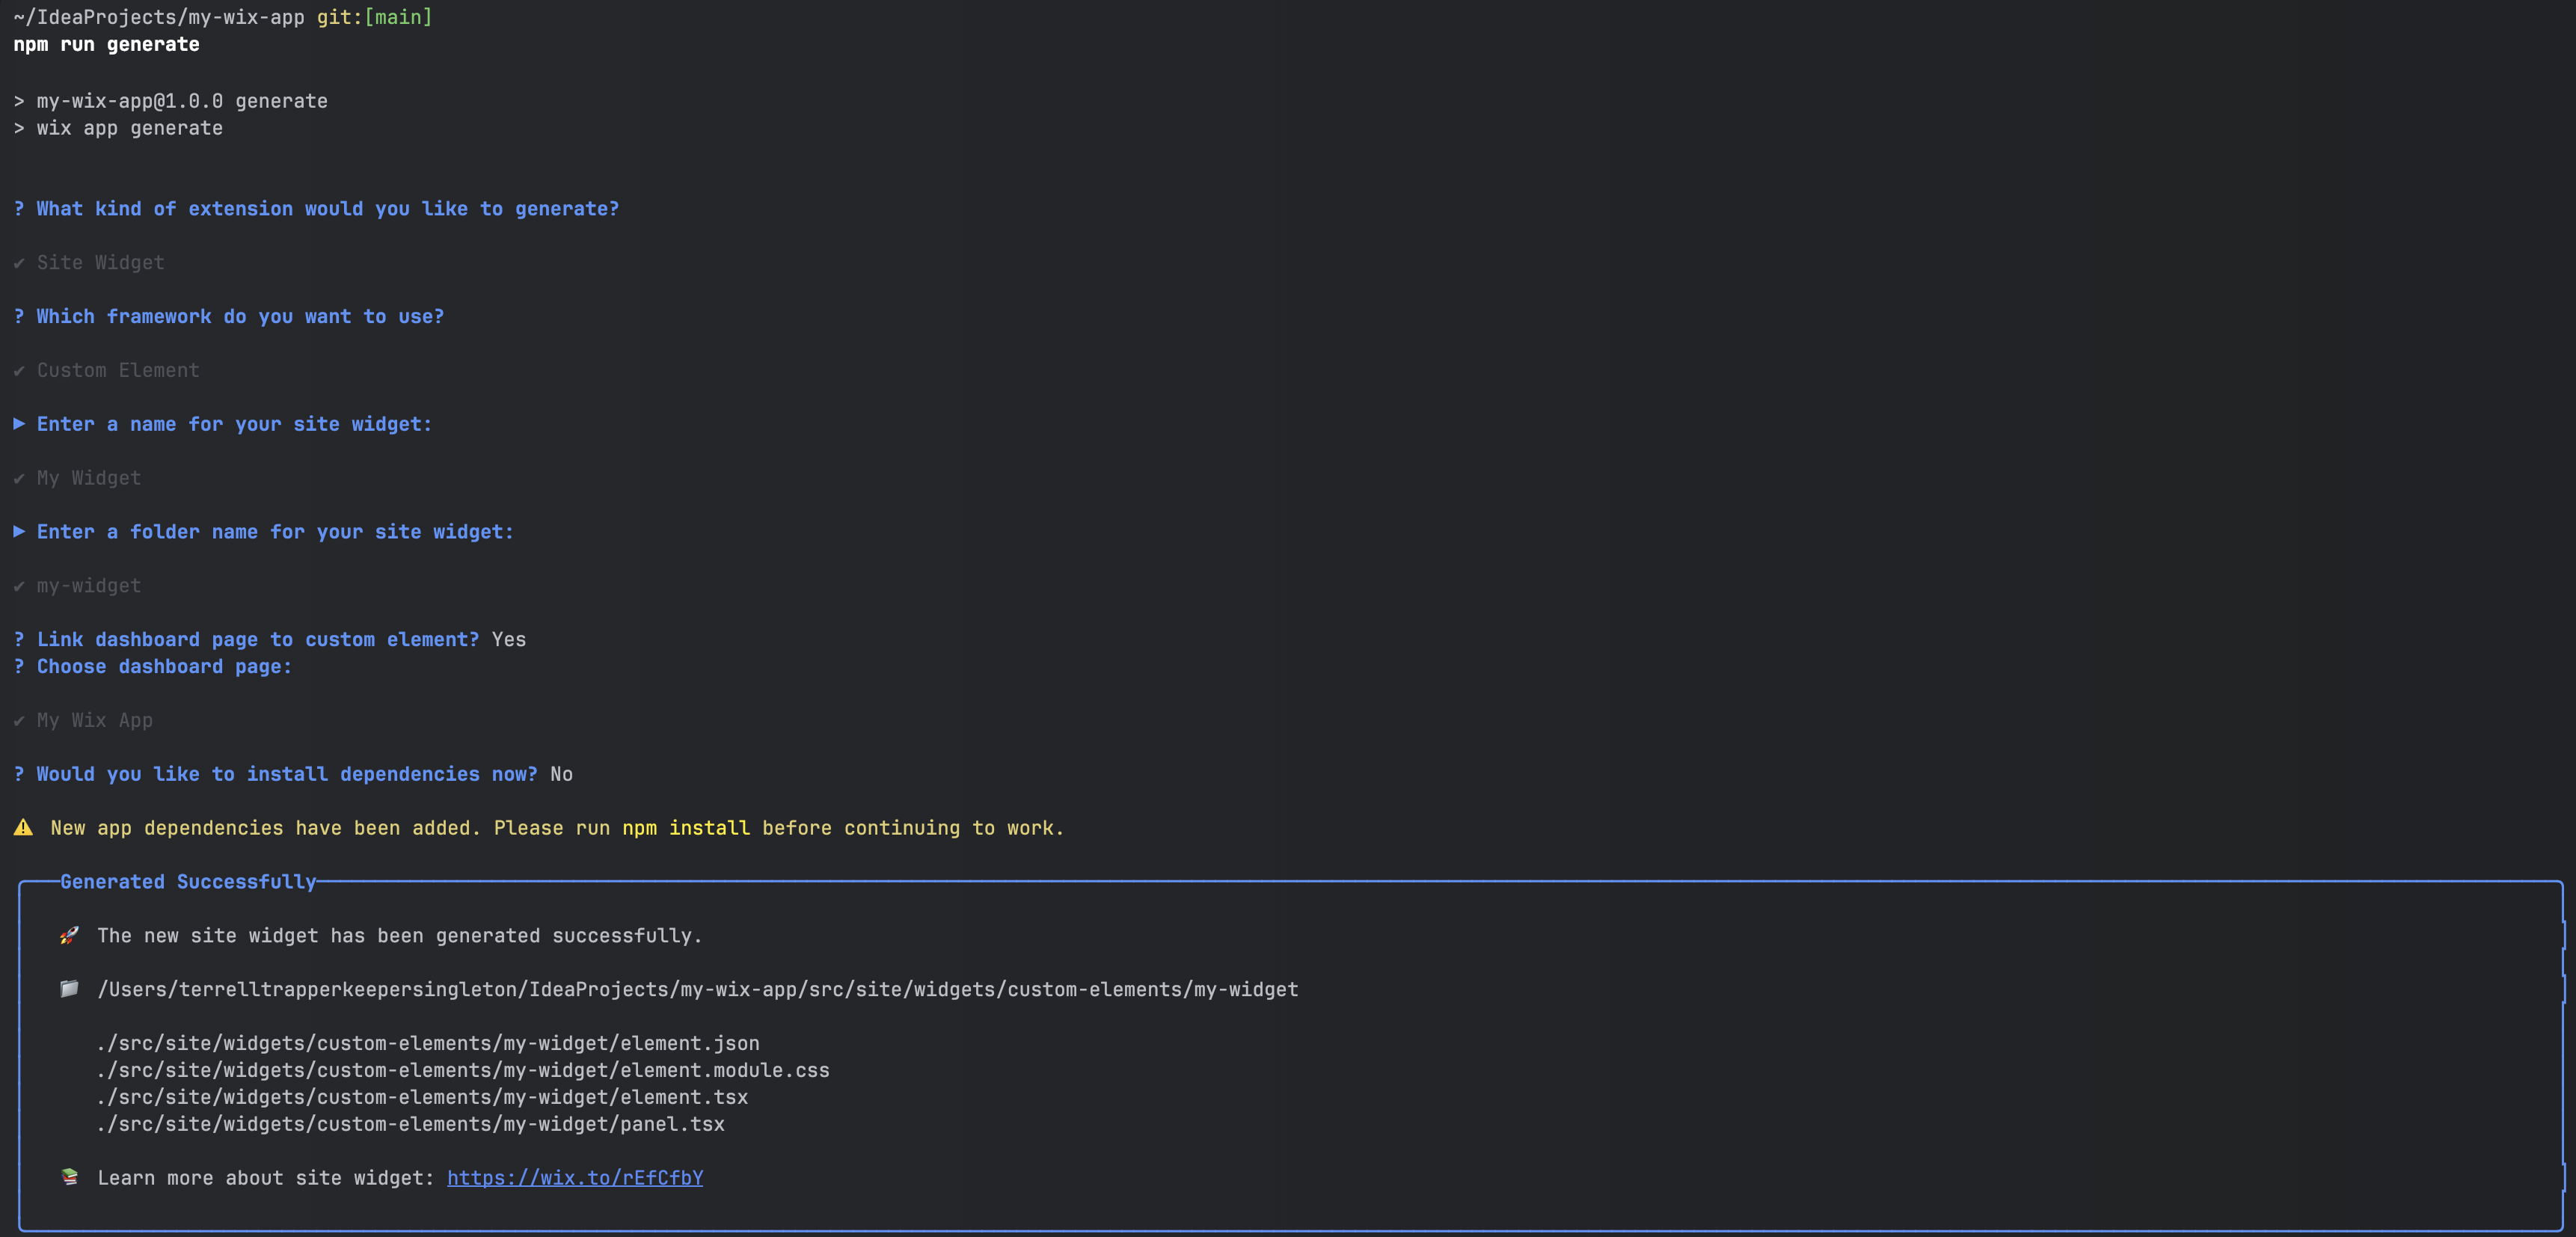 ~/IdeaProjects/my-wix-app git:[main]
npm run generate
> my-wix-app@1.0.0 generate
> wix app generate
? What kind of extension would you like to generate?
✔ Site Widget
? Which framework do you want to use?
✔ Custom Element
▶ Enter a name for your site widget:
✔ My Widget
▶ Enter a folder name for your site widget:
✔ my-widget
? Link dashboard page to custom element? Yes
? Choose dashboard page:
✔ My Wix App
? Would you like to install dependencies now? No
⚠ New app dependencies have been added. Please run npm install before continuing to work.
Generated Successfully
🚀 The new site widget has been generated successfully.
📁 /Users/terrelltrapperkeepersingleton/IdeaProjects/my-wix-app/src/site/widgets/custom-elements/my-widget
./src/site/widgets/custom-elements/my-widget/element.json
./src/site/widgets/custom-elements/my-widget/element.module.css
./src/site/widgets/custom-elements/my-widget/element.tsx
./src/site/widgets/custom-elements/my-widget/panel.tsx
📚 Learn more about site widget: https://wix.to/rEfCfbY